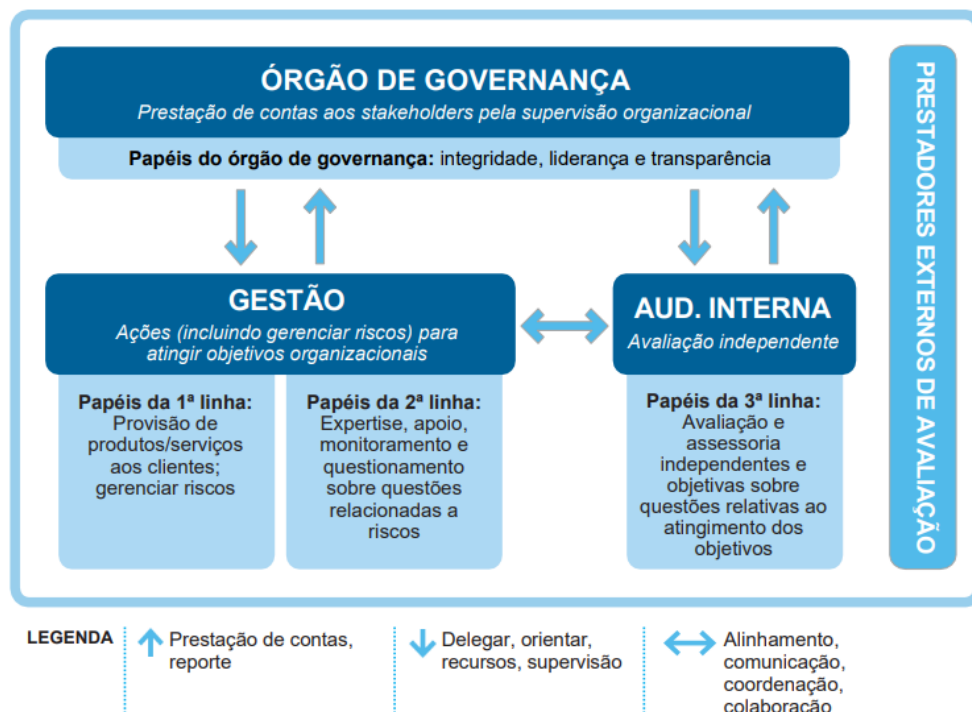 ÓRGÃO DE GOVERNANÇA
Prestação de contas aos stakeholders pela supervisão organizacional
Papéis do órgão de governança: integridade, liderança e transparência
GESTÃO
Ações (incluindo gerenciar riscos) para
atingir objetivos organizacionais
Papéis da 1ª linha:
Provisão de
produtos/serviços
aos clientes;
gerenciar riscos
Papéis da 2ª linha:
Expertise, apoio,
monitoramento e
questionamento
sobre questões
relacionadas a
riscos
AUD. INTERNA
Avaliação independente
Papéis da 3ª linha:
Avaliação e
assessoria
independentes e
objetivas sobre
questões relativas ao
atingimento dos
objetivos
PRESTADORES EXTERNOS DE AVALIAÇÃO
LEGENDA
Prestação de contas,
reporte
Delegar, orientar,
recursos, supervisão
Alinhamento,
comunicação,
coordenação,
colaboração